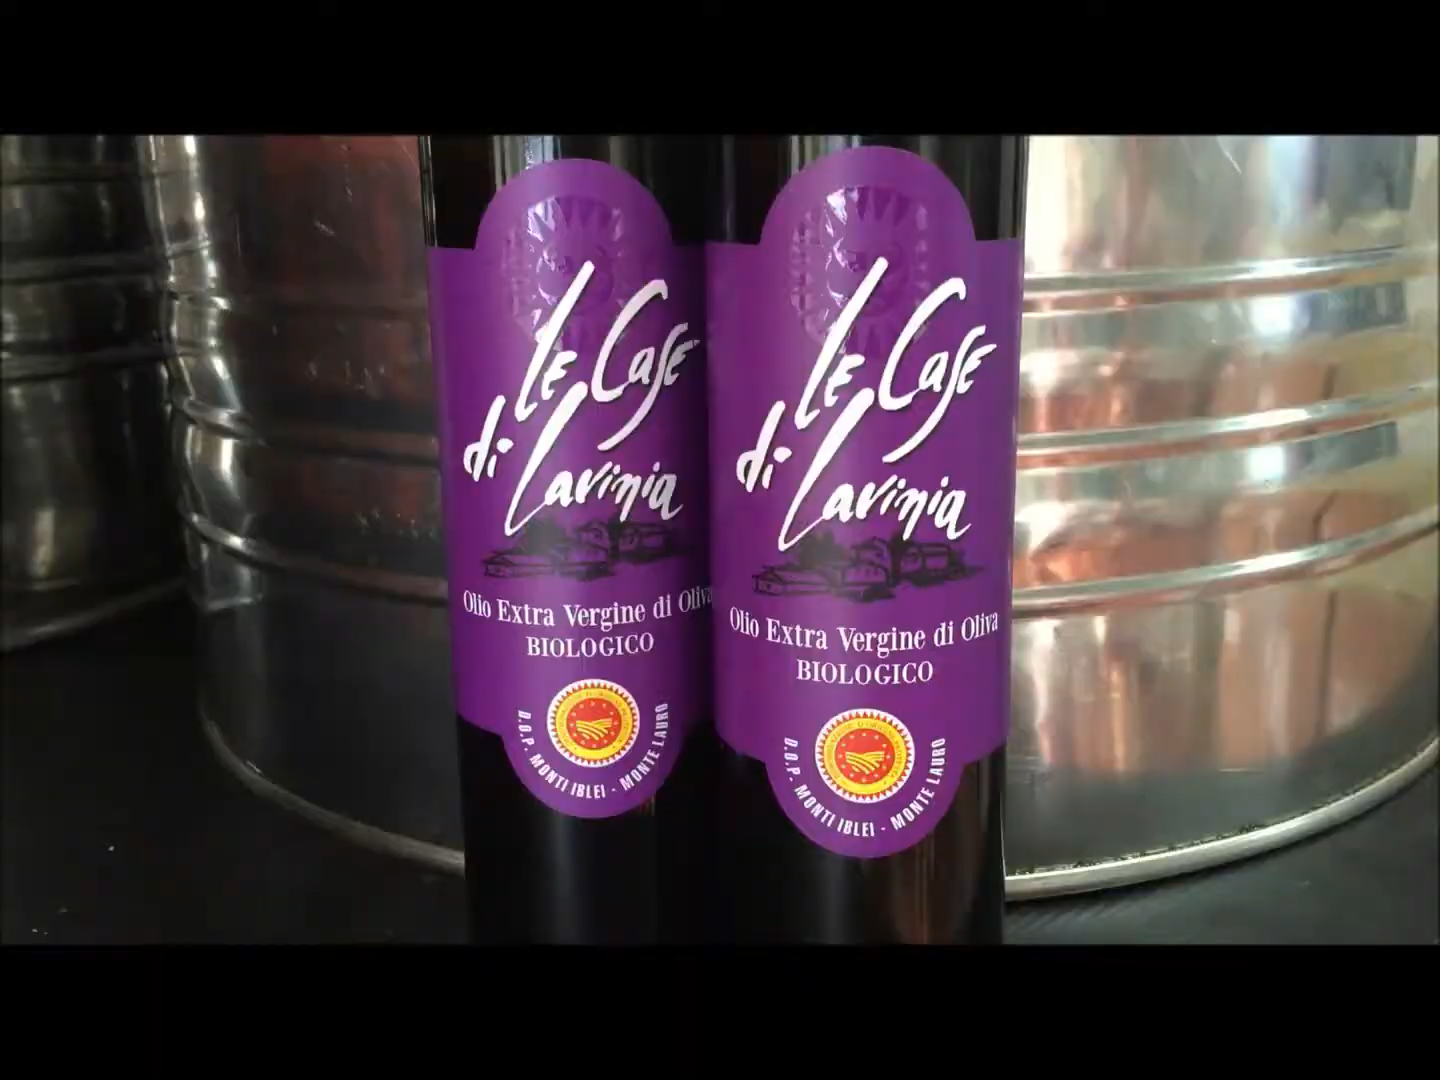 Le Case
di Lavinia
Olio Extra Vergine di Oliva
BIOLOGICO
D.O.P. MONTI IBLEI - MONTE LAURO
Le Case
di Lavinia
Olio Extra Vergine di Oliva
BIOLOGICO
D.O.P. MONTI IBLEI - MONTE LAURO